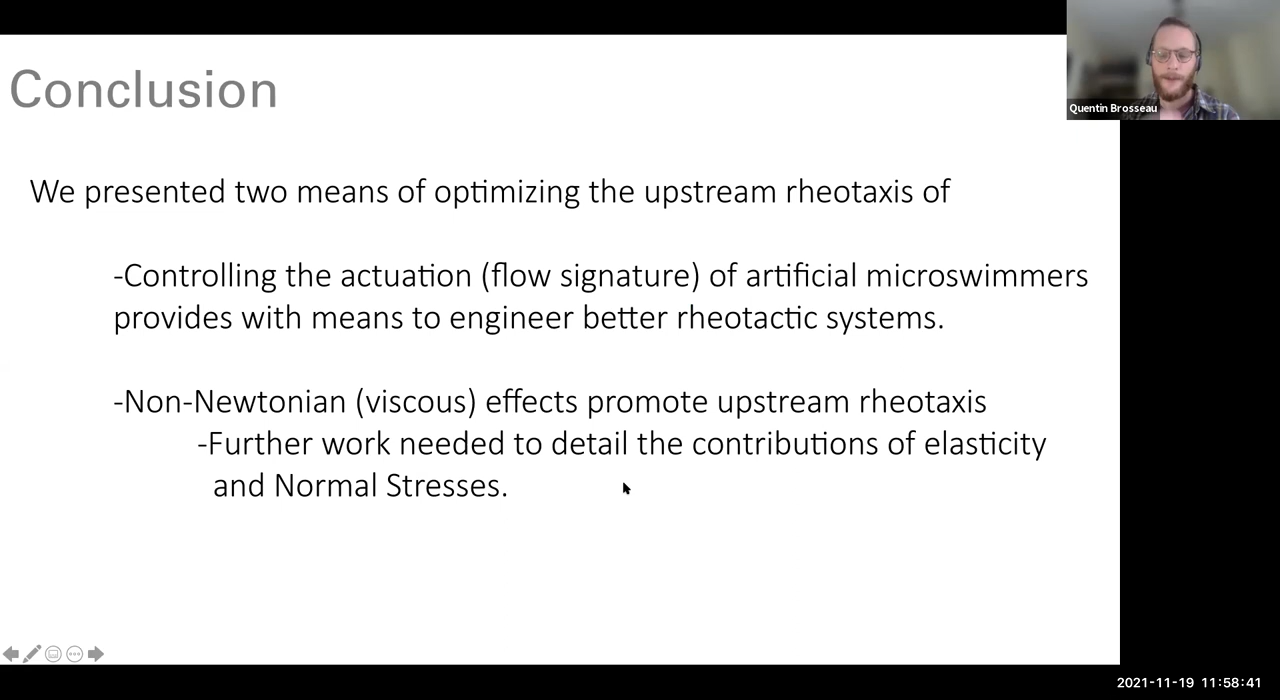 Conclusion
Quentin Brosseau
We presented two means of optimizing the upstream rheotaxis of
-Controlling the actuation (flow signature) of artificial microswimmers
provides with means to engineer better rheotactic systems.
-Non-Newtonian (viscous) effects promote upstream rheotaxis
-Further work needed to detail the contributions of elasticity
and Normal Stresses.
2021-11-19 11:58:41